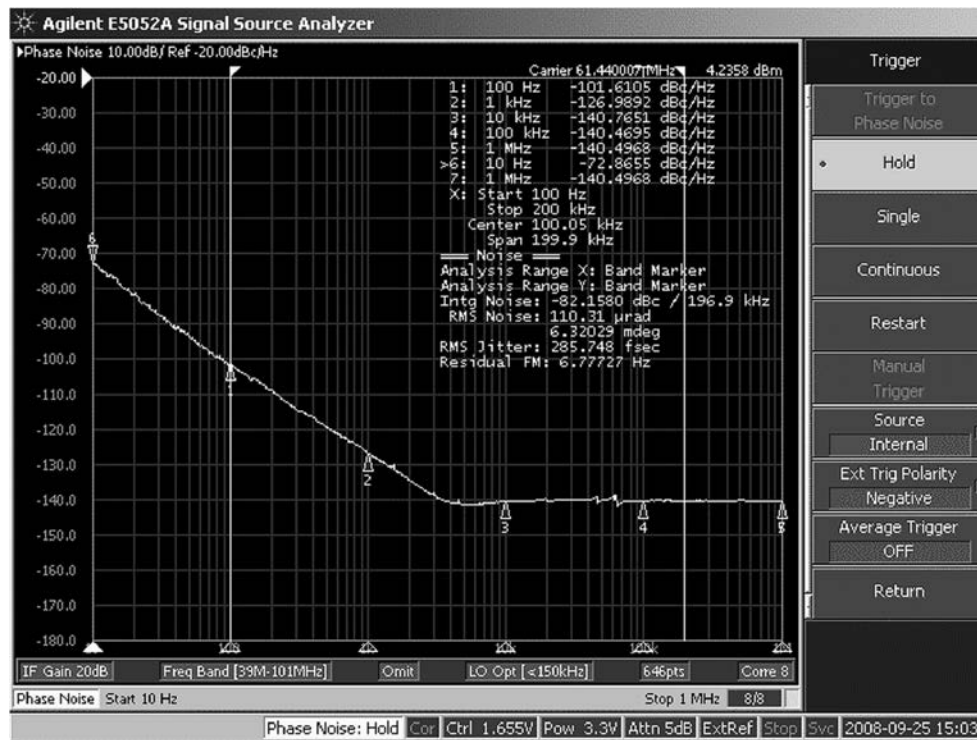 Agilent E5052A Signal Source Analyzer
Phase Noise 10.00dB/ Ref -20.00dBc/Hz
Carrier 61.440007 MHz 4.2358 dBm
1: 100 Hz -101.6105 dBc/Hz
2: 1 kHz -126.9892 dBc/Hz
3: 10 kHz -140.7651 dBc/Hz
4: 100 kHz -140.4695 dBc/Hz
5: 1 MHz -140.4968 dBc/Hz
>6: 10 Hz -72.8655 dBc/Hz
7: 1 MHz -140.4968 dBc/Hz
X: Start 100 Hz
Stop 200 kHz
Center 100.05 kHz
Span 199.9 kHz
=== Noise ===
Analysis Range X: Band Marker
Analysis Range Y: Band Marker
Intg Noise: -82.1580 dBc / 196.9 kHz
RMS Noise: 110.31 µrad
6.32029 mdeg
RMS Jitter: 285.748 fsec
Residual FM: 6.77727 Hz
-20.00
-30.00
-40.00
-50.00
-60.00
-70.00
-80.00
-90.00
-100.0
-110.0
-120.0
-130.0
-140.0
-150.0
-160.0
-170.0
-180.0
6
1
2
3
4
5
IF Gain 20dB
Freq Band [39M-101MHz]
Omit
LO Opt [<150kHz]
646pts
Corre 8
Phase Noise Start 10 Hz
Stop 1 MHz 8/8
Trigger
Trigger to
Phase Noise
Hold
Single
Continuous
Restart
Manual
Trigger
Source
Internal
Ext Trig Polarity
Negative
Average Trigger
OFF
Return
Phase Noise: Hold Cor Ctrl 1.655V Pow 3.3V Attn 5dB ExtRef Stop Svc 2008-09-25 15:03